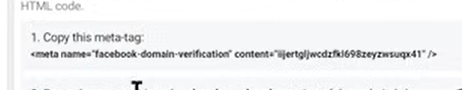 HTML code.
1. Copy this meta-tag:
<meta name="facebook-domain-verification" content="iijertgljwcdzfkl698zeyzwsuqx41" />